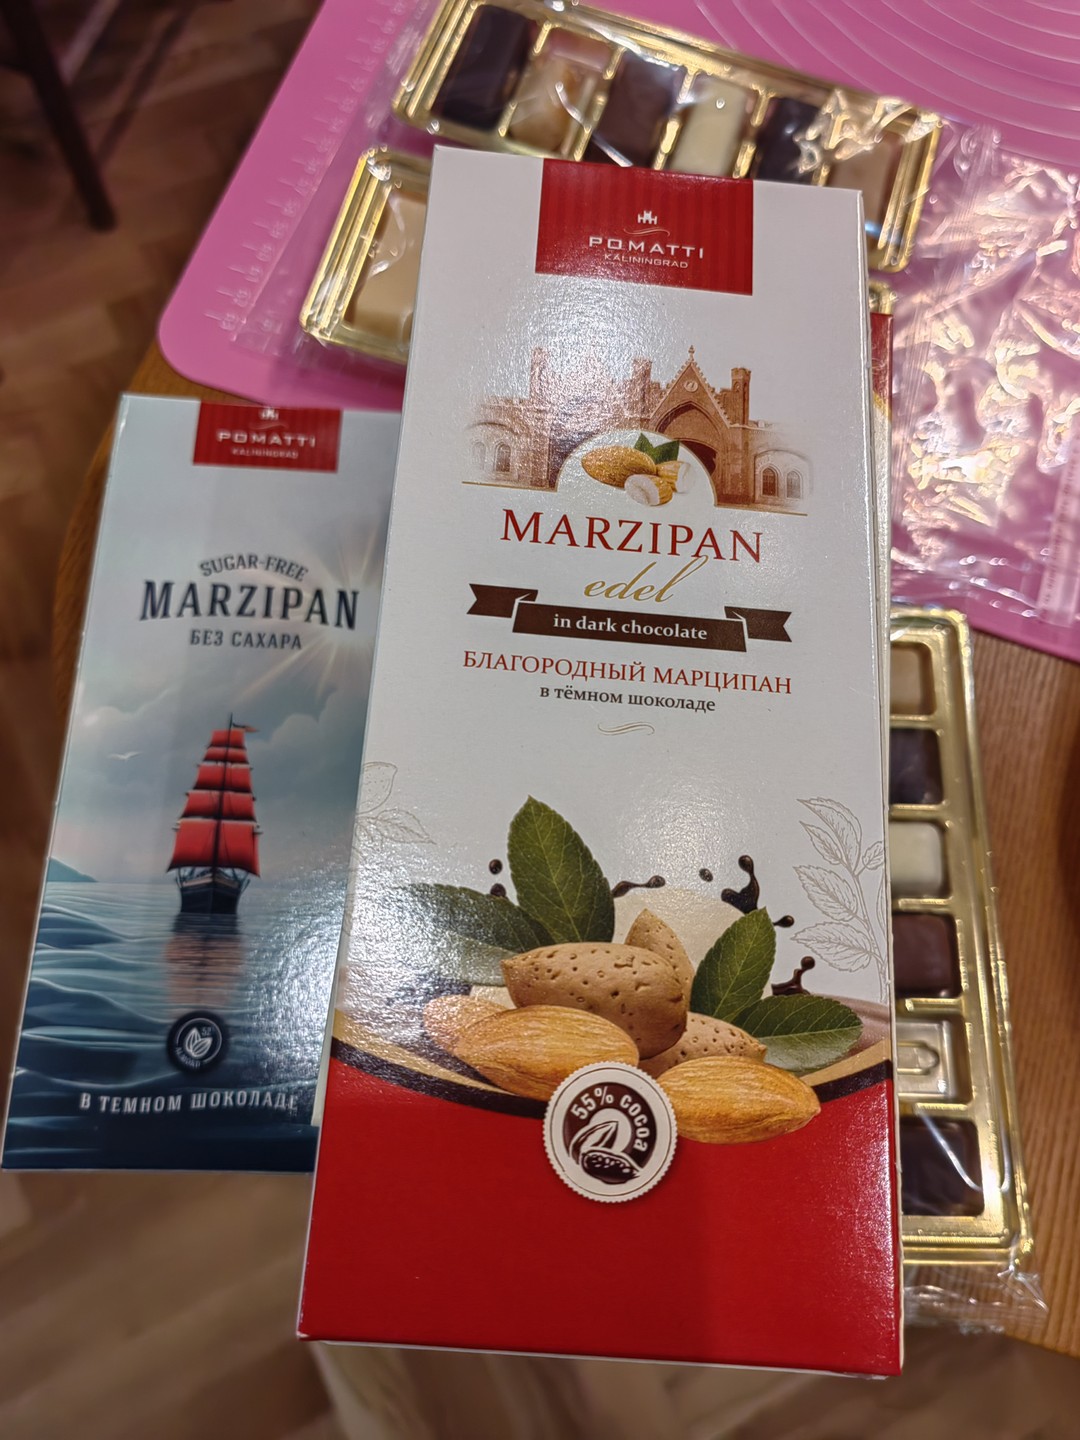 POMATTI
KALININGRAD
MARZIPAN
edel
in dark chocolate
БЛАГОРОДНЫЙ МАРЦИПАН
в тёмном шоколаде
55% cocoa
POMATTI
KALININGRAD
SUGAR-FREE
MARZIPAN
БЕЗ САХАРА
В ТЕМНОМ ШОКОЛАДЕ